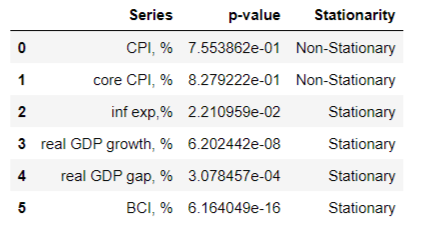 Series p-value Stationarity
0 CPI, % 7.553862e-01 Non-Stationary
1 core CPI, % 8.279222e-01 Non-Stationary
2 inf exp,% 2.210959e-02 Stationary
3 real GDP growth, % 6.202442e-08 Stationary
4 real GDP gap, % 3.078457e-04 Stationary
5 BCI, % 6.164049e-16 Stationary